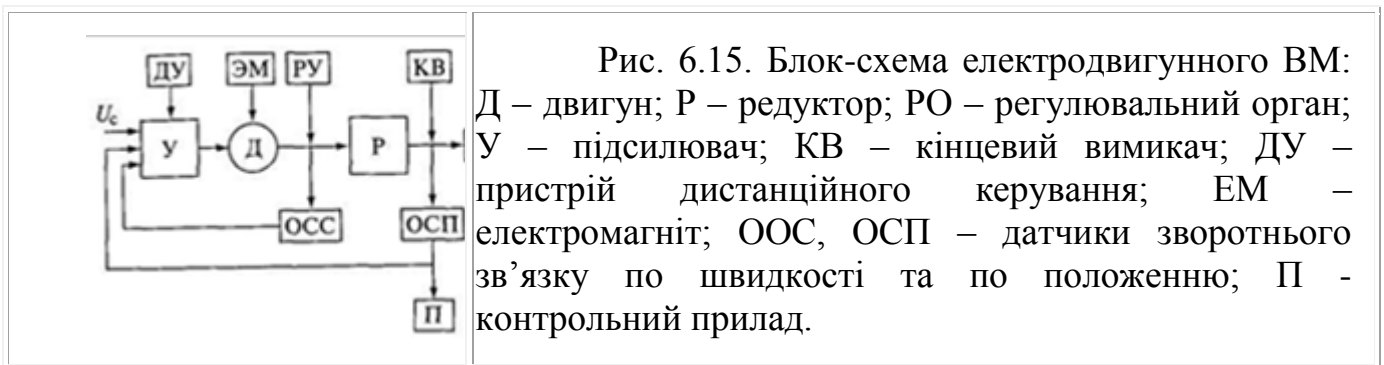 ДУ ЭМ РУ КВ
Uc
У Д Р
ОСС ОСП
П
Рис. 6.15. Блок-схема електродвигунного ВМ:
Д – двигун; Р – редуктор; РО – регулювальний орган;
У – підсилювач; КВ – кінцевий вимикач; ДУ –
пристрій дистанційного керування; ЕМ –
електромагніт; ООС, ОСП – датчики зворотнього
зв’язку по швидкості та по положенню; П -
контрольний прилад.